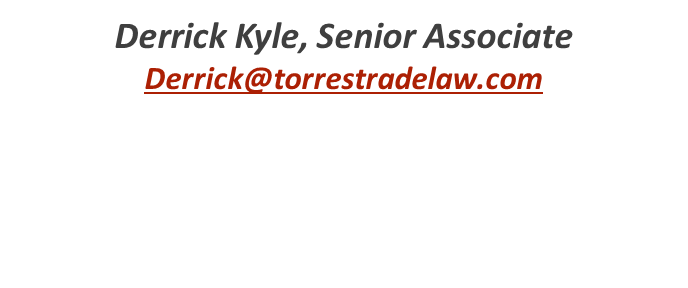 Derrick Kyle, Senior Associate
Derrick@torrestradelaw.com